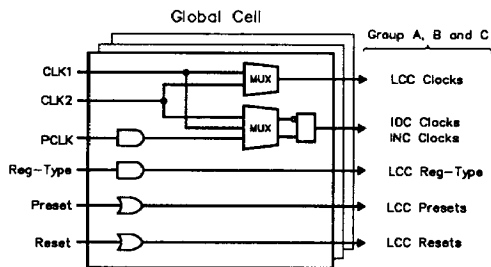 Global Cell
Group A, B and C
CLK1
MUX
LCC Clocks
CLK2
MUX
IOC Clocks
INC Clocks
PCLK
Reg-Type
LCC Reg-Type
Preset
LCC Presets
Reset
LCC Resets